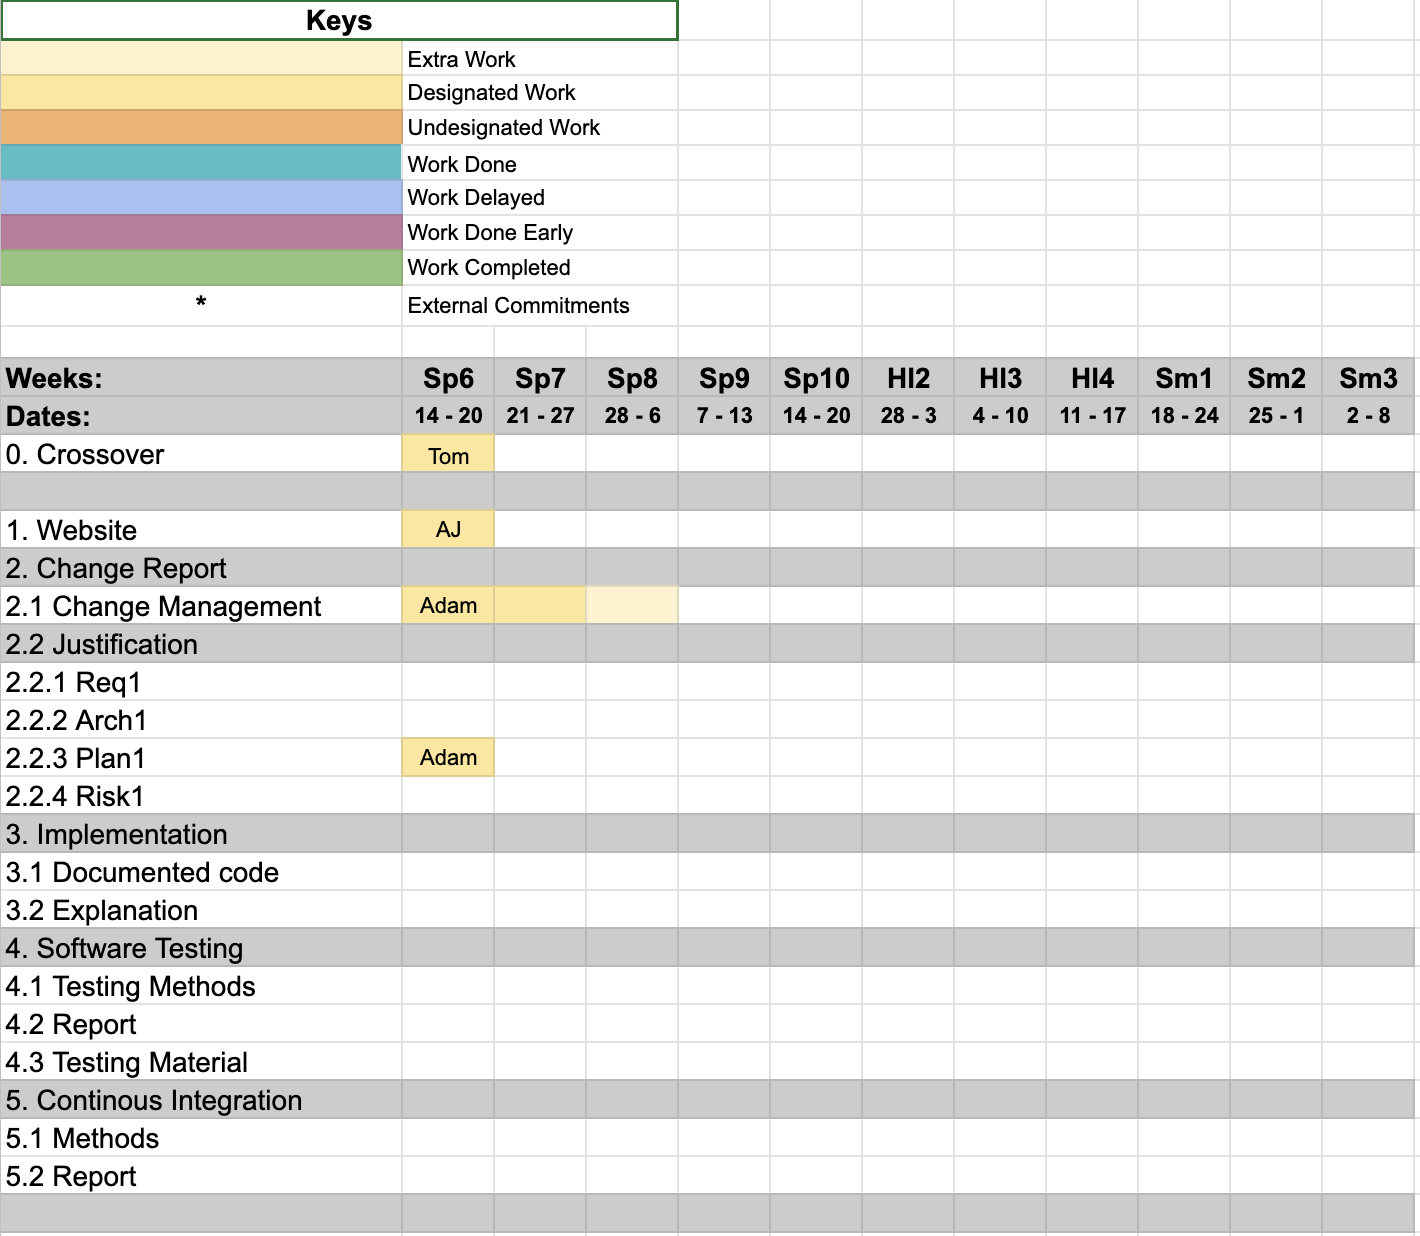 Keys
Extra Work
Designated Work
Undesignated Work
Work Done
Work Delayed
Work Done Early
Work Completed
* External Commitments
Weeks: Sp6 Sp7 Sp8 Sp9 Sp10 Hl2 Hl3 Hl4 Sm1 Sm2 Sm3
Dates: 14 - 20 21 - 27 28 - 6 7 - 13 14 - 20 28 - 3 4 - 10 11 - 17 18 - 24 25 - 1 2 - 8
0. Crossover Tom
1. Website AJ
2. Change Report
2.1 Change Management Adam
2.2 Justification
2.2.1 Req1
2.2.2 Arch1
2.2.3 Plan1 Adam
2.2.4 Risk1
3. Implementation
3.1 Documented code
3.2 Explanation
4. Software Testing
4.1 Testing Methods
4.2 Report
4.3 Testing Material
5. Continous Integration
5.1 Methods
5.2 Report